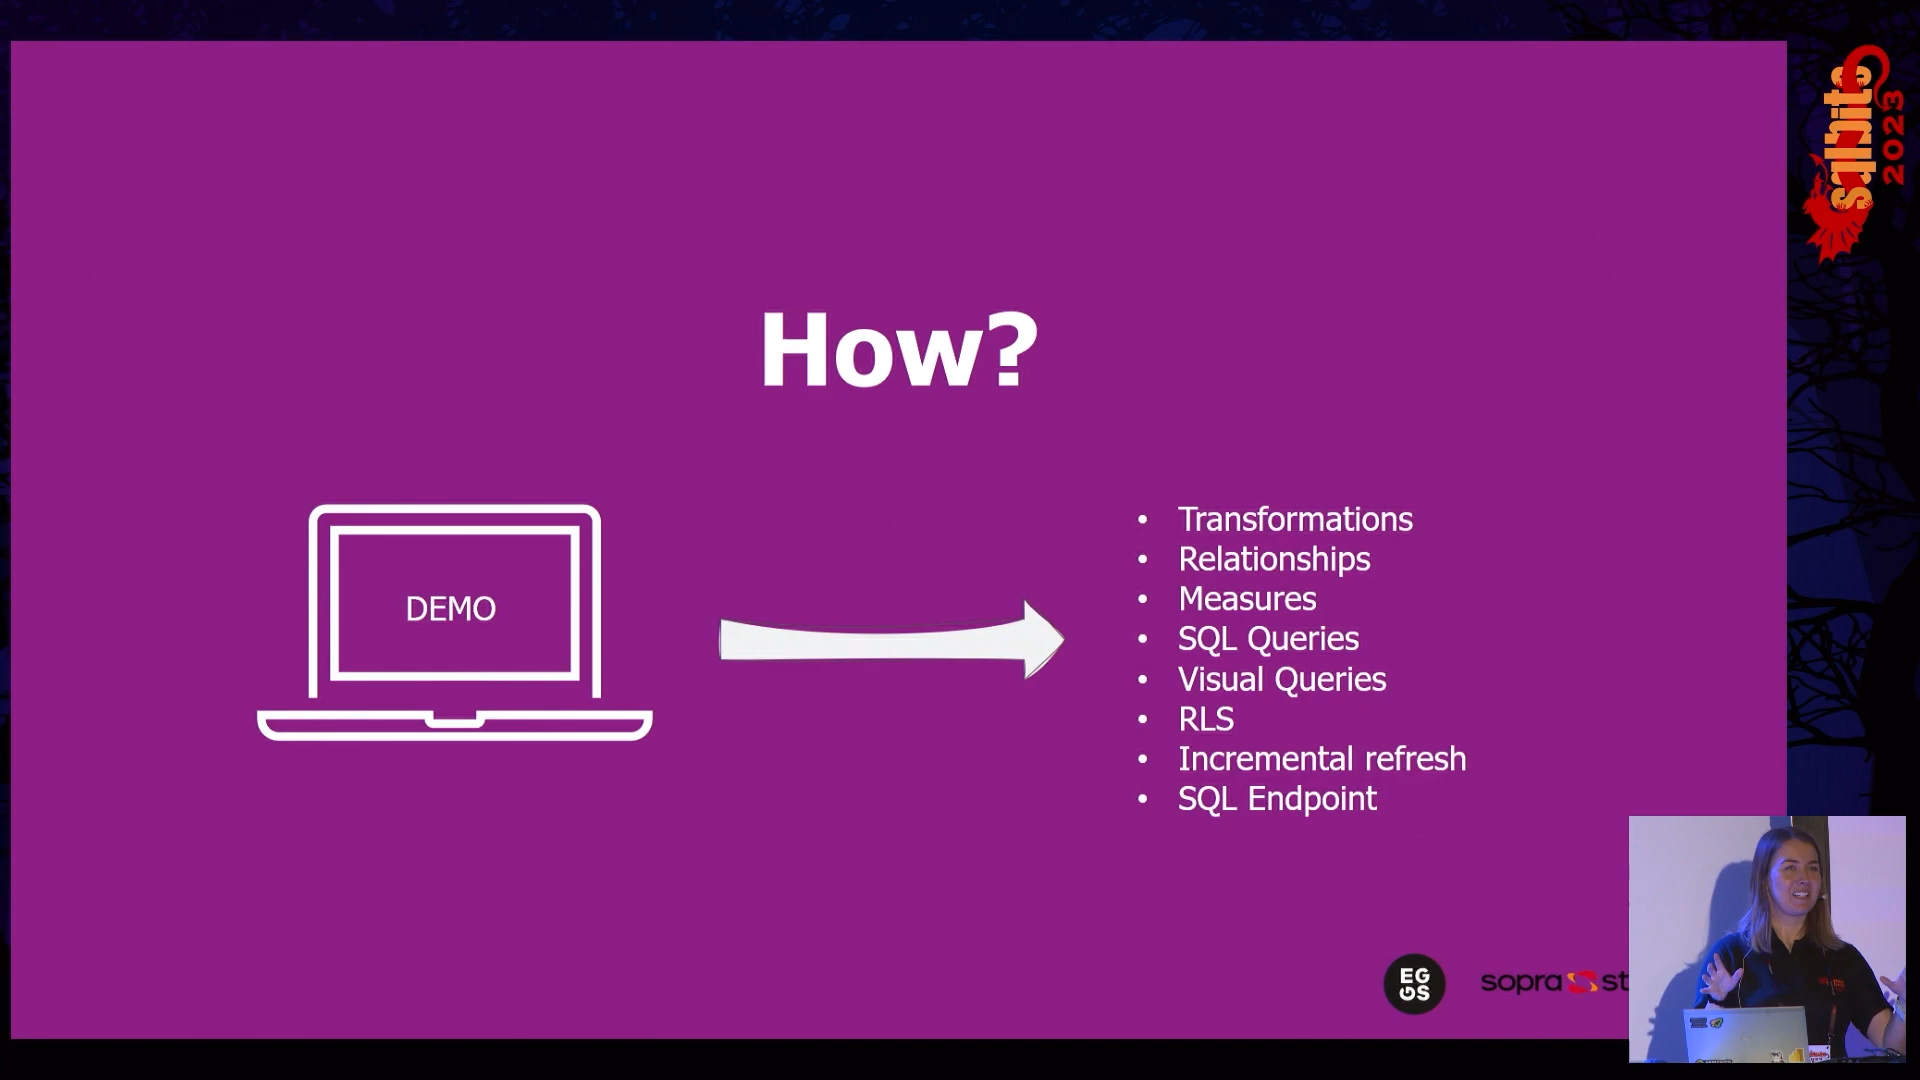 sqlbits
2023
How?
DEMO
• Transformations
• Relationships
• Measures
• SQL Queries
• Visual Queries
• RLS
• Incremental refresh
• SQL Endpoint
EG
GS
sopra st